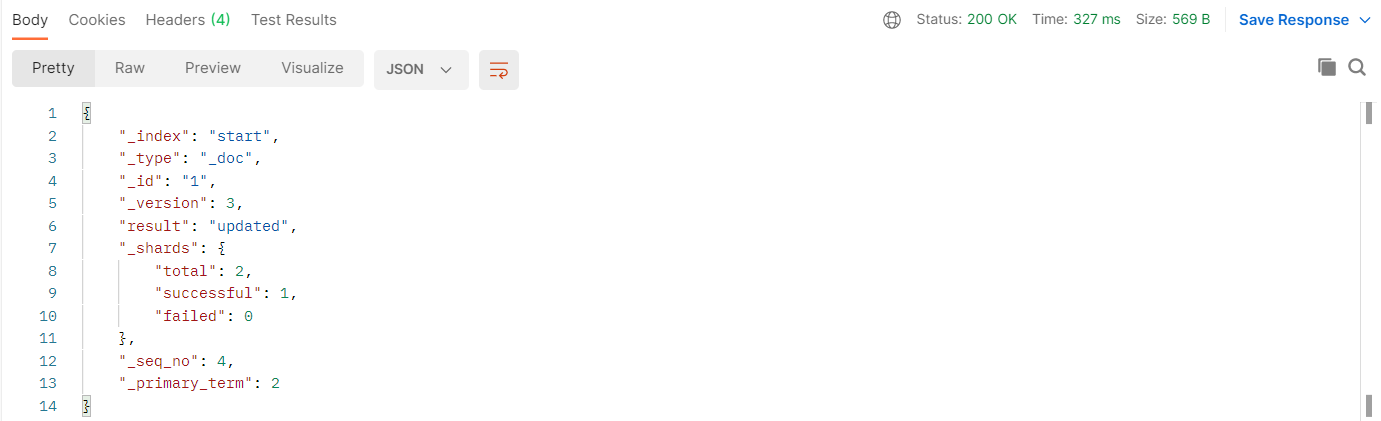 Body Cookies Headers (4) Test Results Status: 200 OK Time: 327 ms Size: 569 B Save Response
Pretty Raw Preview Visualize JSON
1 {
2 "_index": "start",
3 "_type": "_doc",
4 "_id": "1",
5 "_version": 3,
6 "result": "updated",
7 "_shards": {
8 "total": 2,
9 "successful": 1,
10 "failed": 0
11 },
12 "_seq_no": 4,
13 "_primary_term": 2
14 }